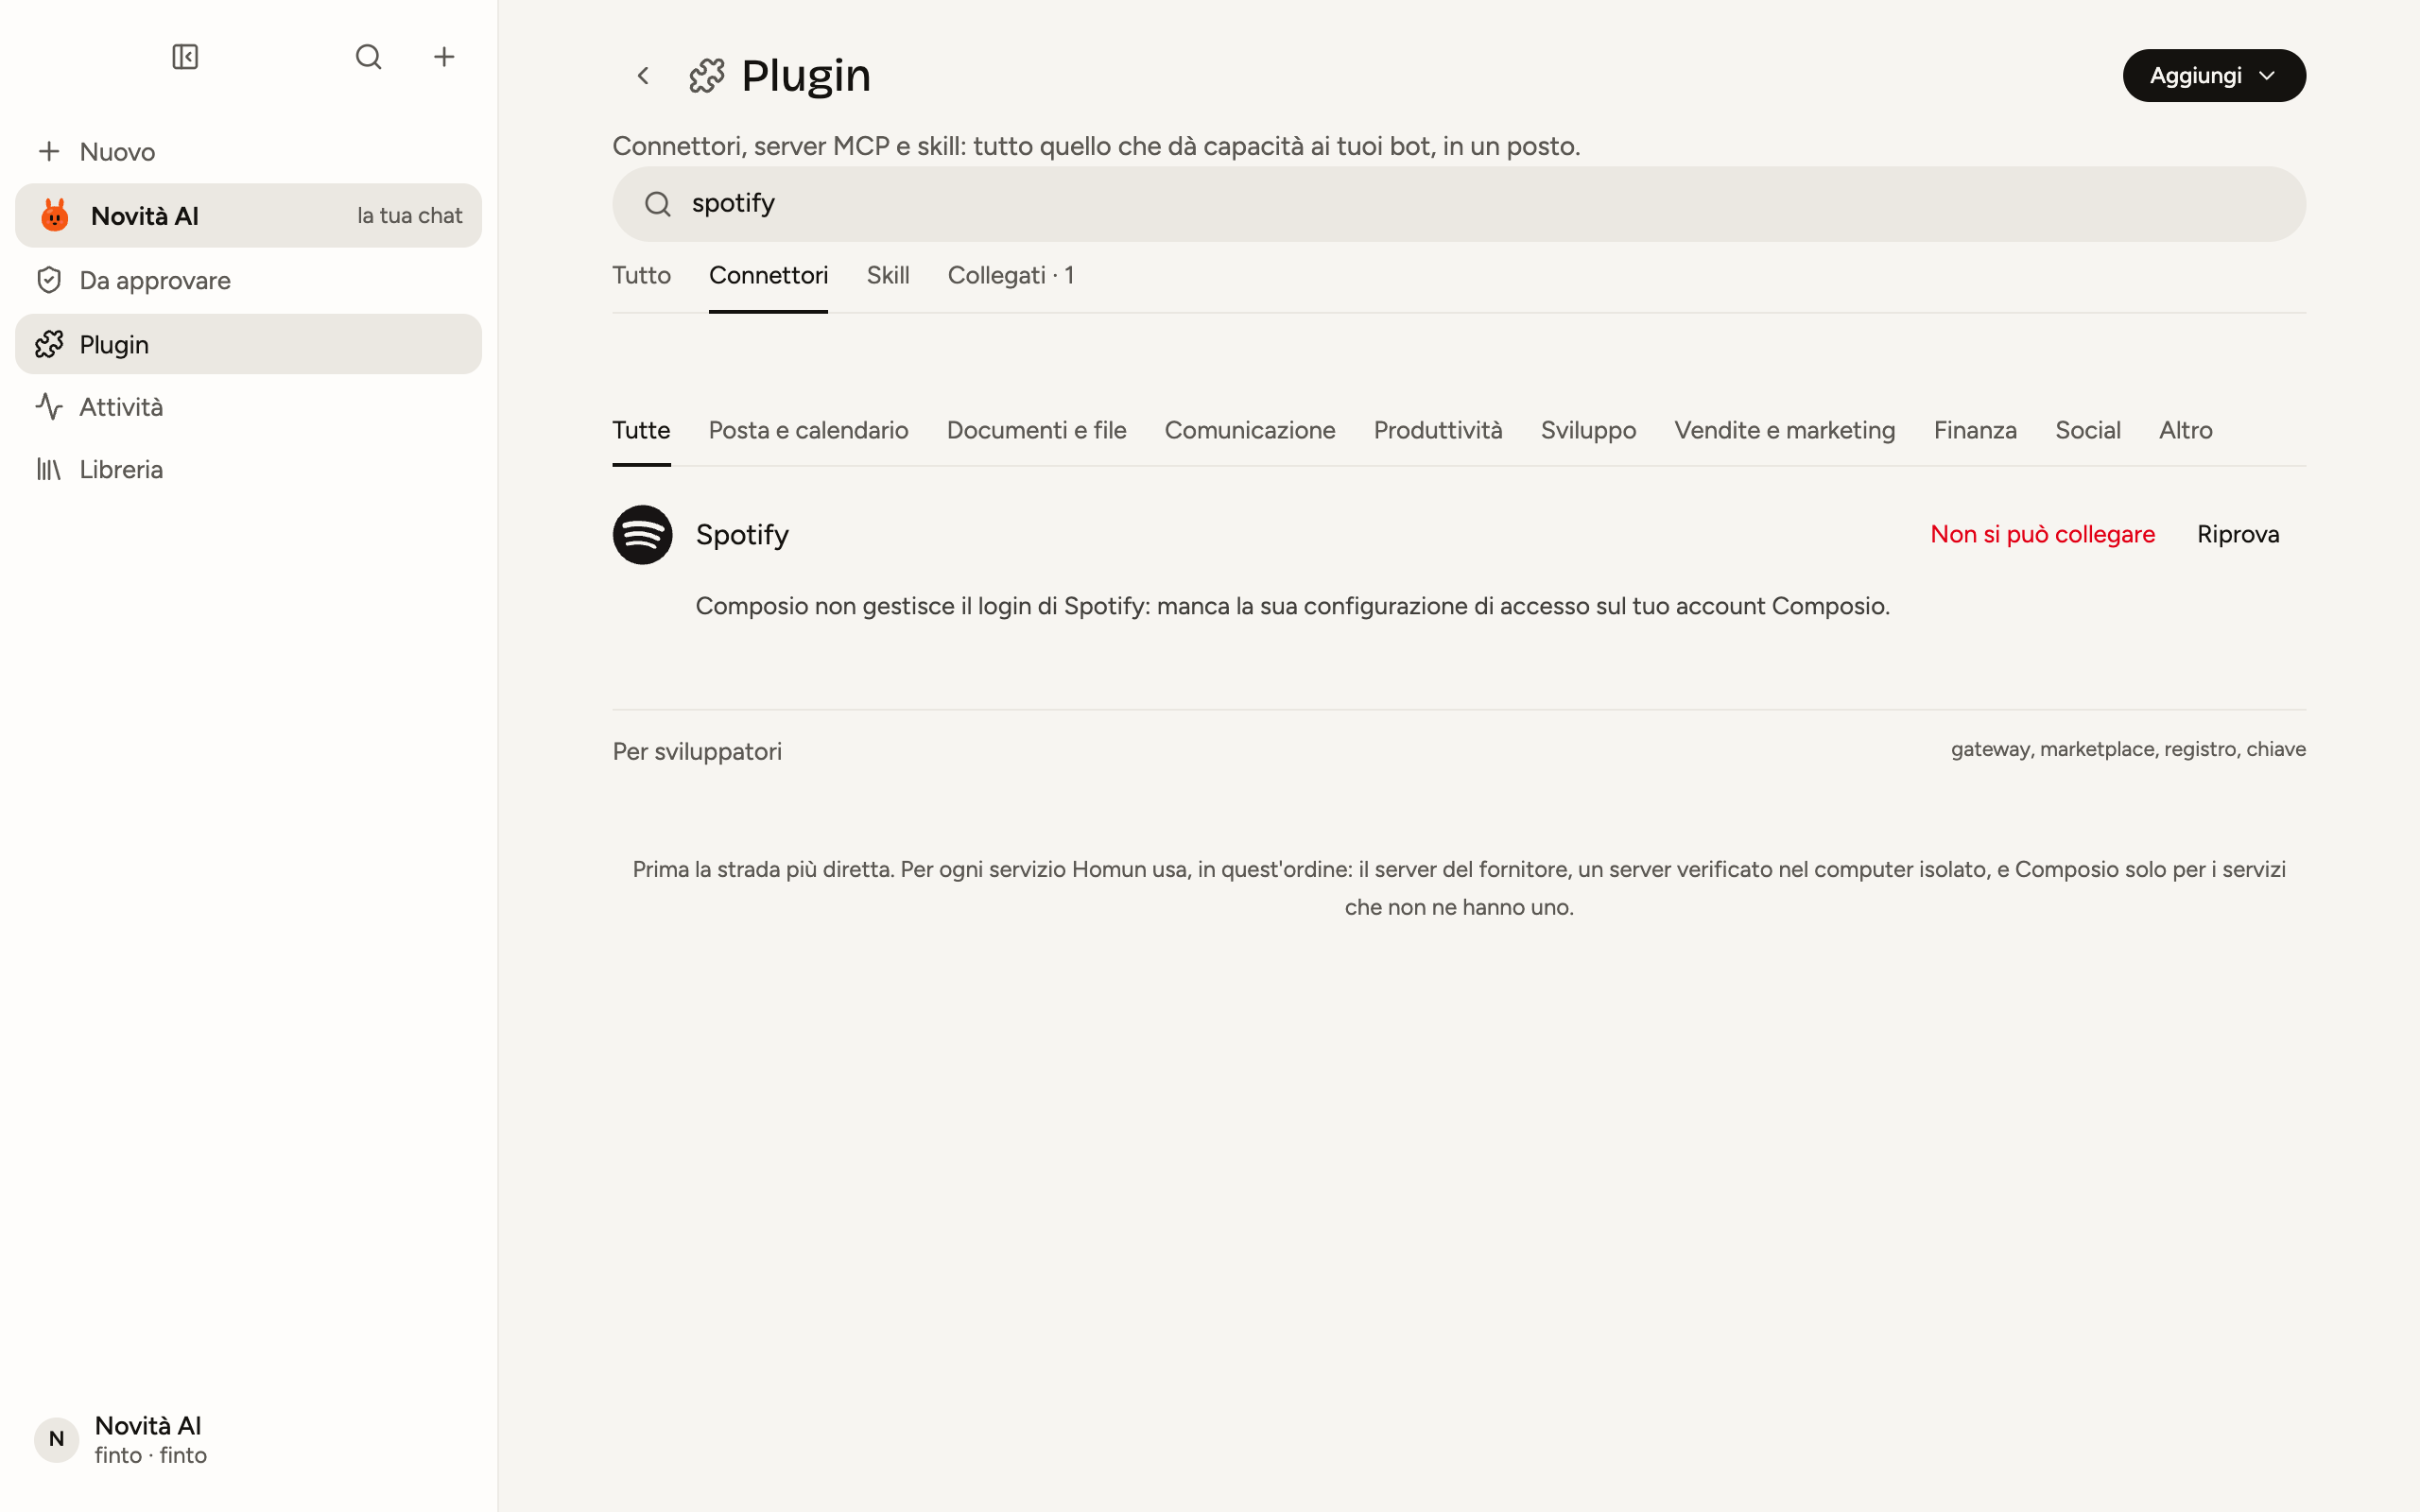 Plugin
Aggiungi
Connettori, server MCP e skill: tutto quello che dà capacità ai tuoi bot, in un posto.
spotify
Tutto Connettori Skill Collegati · 1
Nuovo
Novità AI la tua chat
Da approvare
Plugin
Attività
Libreria
Tutte Posta e calendario Documenti e file Comunicazione Produttività Sviluppo Vendite e marketing Finanza Social Altro
Spotify Non si può collegare Riprova
Composio non gestisce il login di Spotify: manca la sua configurazione di accesso sul tuo account Composio.
Per sviluppatori gateway, marketplace, registro, chiave
Prima la strada più diretta. Per ogni servizio Homun usa, in quest'ordine: il server del fornitore, un server verificato nel computer isolato, e Composio solo per i servizi
che non ne hanno uno.
N
Novità AI
finto · finto